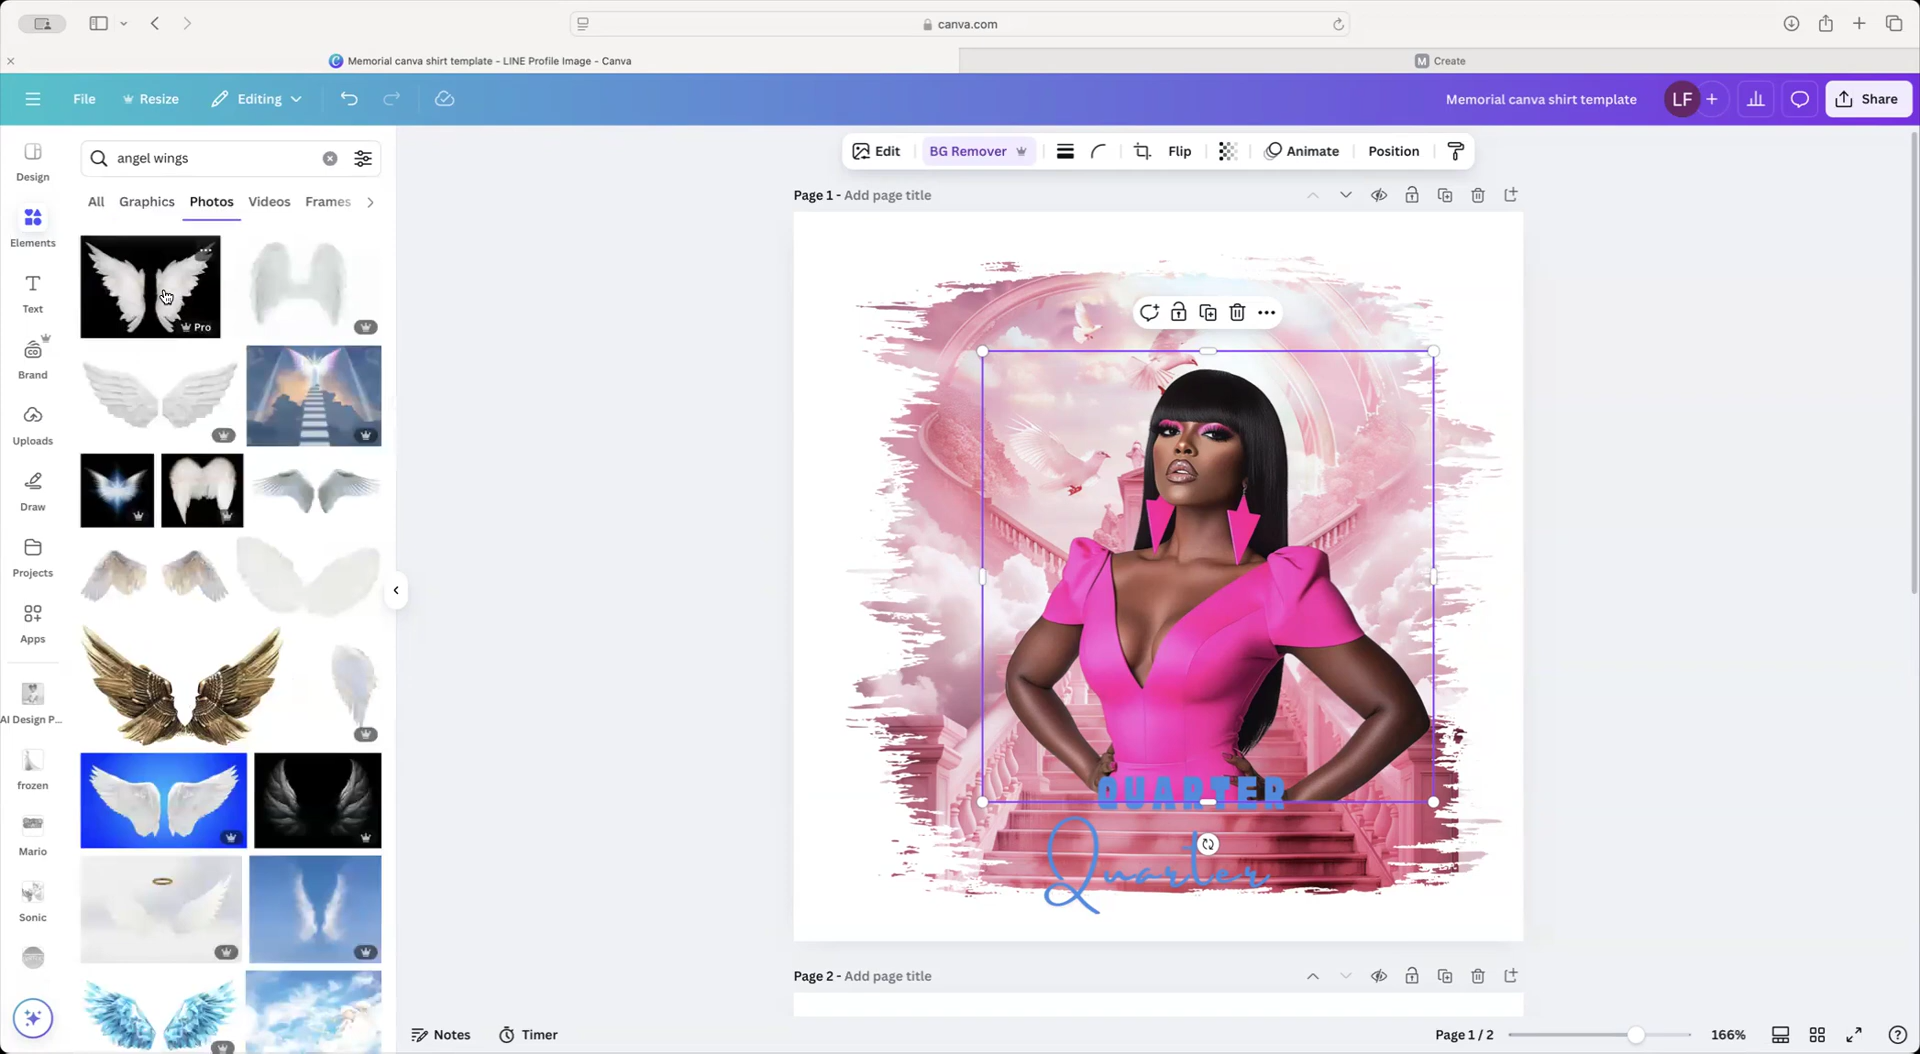 canva.com
Memorial canva shirt template - LINE Profile Image - Canva
M Create
File
Resize
Editing
Memorial canva shirt template
LF
Share
angel wings
All
Graphics
Photos
Videos
Frames
Edit
BG Remover
Flip
Animate
Position
Design
Elements
Text
Brand
Uploads
Draw
Projects
Apps
AI Design P...
frozen
Mario
Sonic
Pro
Page 1 - Add page title
QUARTER
Quarter
Page 2 - Add page title
Notes
Timer
Page 1 / 2
166%